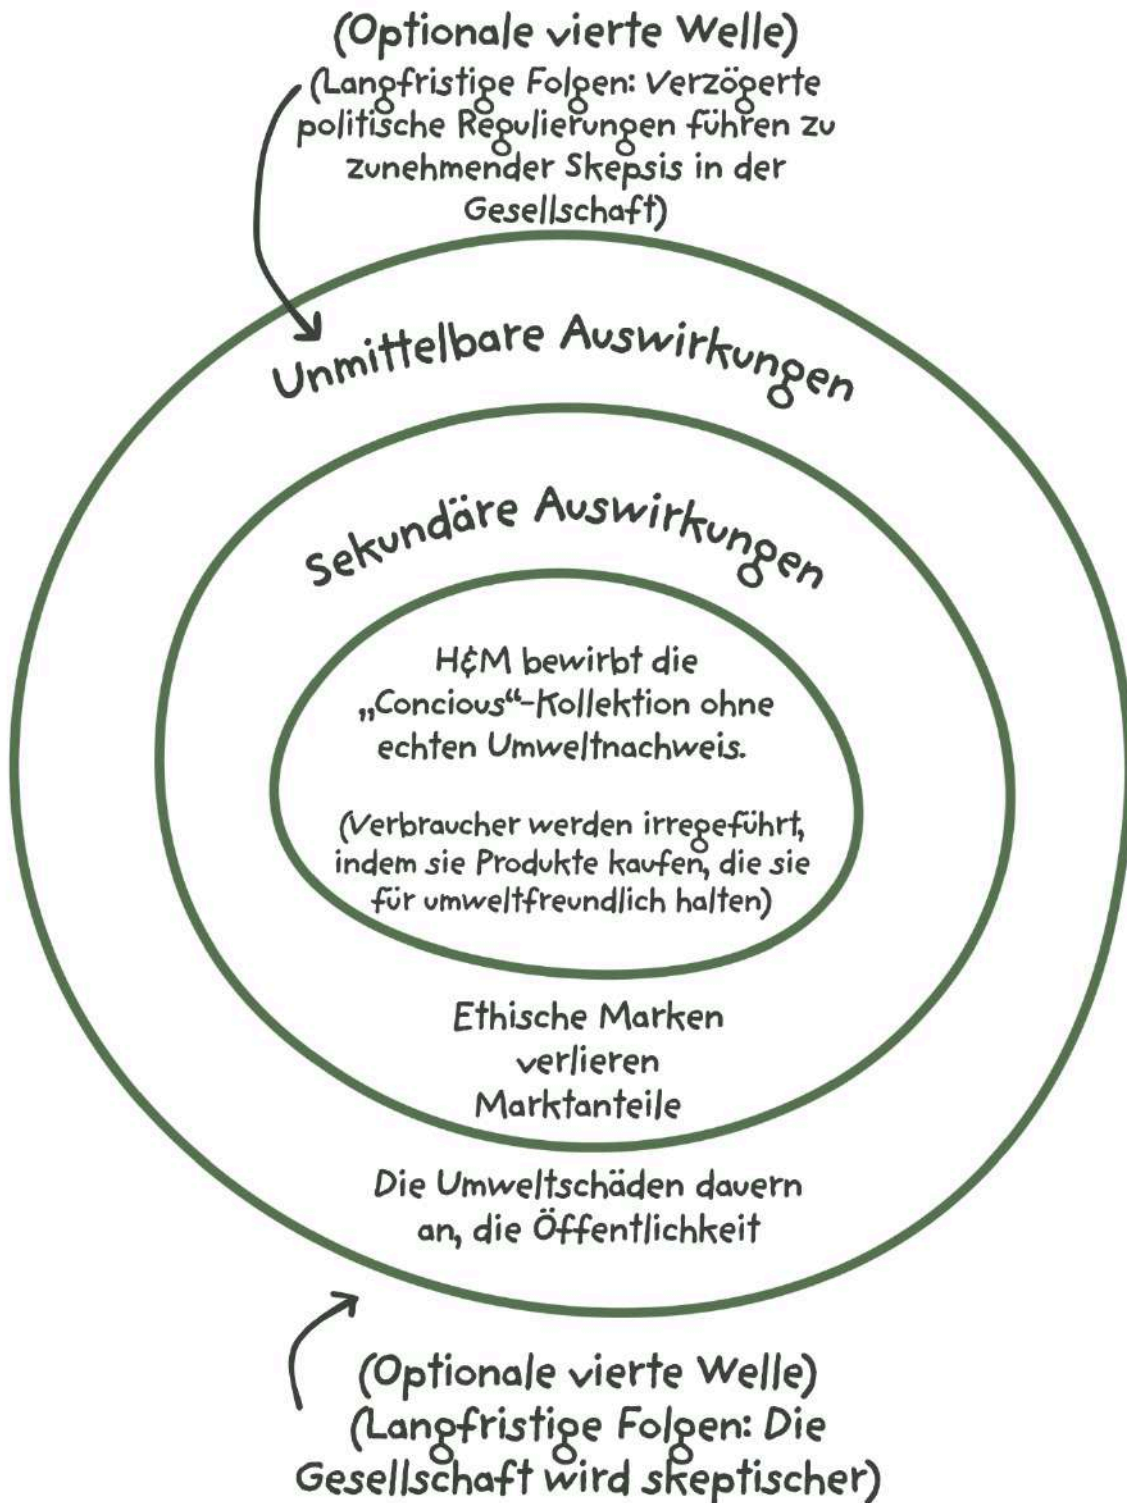 (Optionale vierte Welle)
(Langfristige Folgen: Verzögerte
politische Regulierungen führen zu
zunehmender Skepsis in der
Gesellschaft)
Unmittelbare Auswirkungen
Sekundäre Auswirkungen
H&M bewirbt die
„Concious“-Kollektion ohne
echten Umweltnachweis.
(Verbraucher werden irregeführt,
indem sie Produkte kaufen, die sie
für umweltfreundlich halten)
Ethische Marken
verlieren
Marktanteile
Die Umweltschäden dauern
an, die Öffentlichkeit
(Optionale vierte Welle)
(Langfristige Folgen: Die
Gesellschaft wird skeptischer)